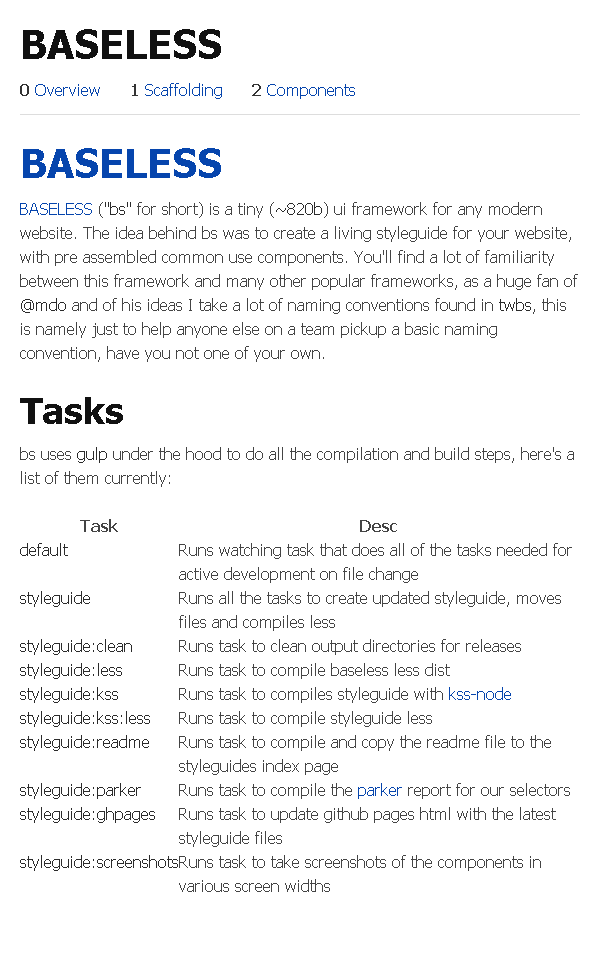 BASELESS
0 Overview 1 Scaffolding 2 Components
BASELESS
BASELESS ("bs" for short) is a tiny (~820b) ui framework for any modern
website. The idea behind bs was to create a living styleguide for your website,
with pre assembled common use components. You'll find a lot of familiarity
between this framework and many other popular frameworks, as a huge fan of
@mdo and of his ideas I take a lot of naming conventions found in twbs, this
is namely just to help anyone else on a team pickup a basic naming
convention, have you not one of your own.
Tasks
bs uses gulp under the hood to do all the compilation and build steps, here's a
list of them currently:
Task Desc
default Runs watching task that does all of the tasks needed for
active development on file change
styleguide Runs all the tasks to create updated styleguide, moves
files and compiles less
styleguide:clean Runs task to clean output directories for releases
styleguide:less Runs task to compile baseless less dist
styleguide:kss Runs task to compiles styleguide with kss-node
styleguide:kss:less Runs task to compile styleguide less
styleguide:readme Runs task to compile and copy the readme file to the
styleguides index page
styleguide:parker Runs task to compile the parker report for our selectors
styleguide:ghpages Runs task to update github pages html with the latest
styleguide files
styleguide:screenshots Runs task to take screenshots of the components in
various screen widths